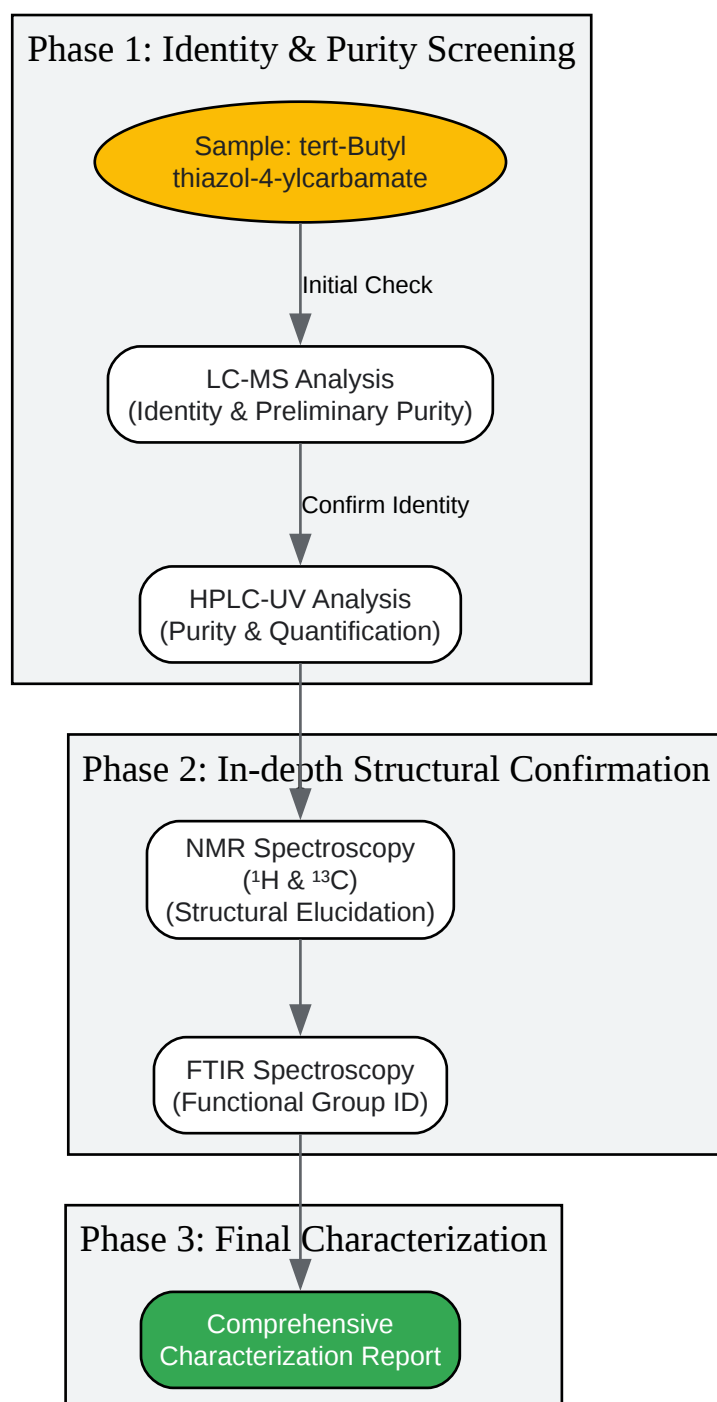 Phase 1: Identity & Purity Screening
Sample: tert-Butyl
thiazol-4-ylcarbamate
Initial Check
LC-MS Analysis
(Identity & Preliminary Purity)
Confirm Identity
HPLC-UV Analysis
(Purity & Quantification)
Phase 2: In-depth Structural Confirmation
NMR Spectroscopy
(¹H & ¹³C)
(Structural Elucidation)
FTIR Spectroscopy
(Functional Group ID)
Phase 3: Final Characterization
Comprehensive
Characterization Report